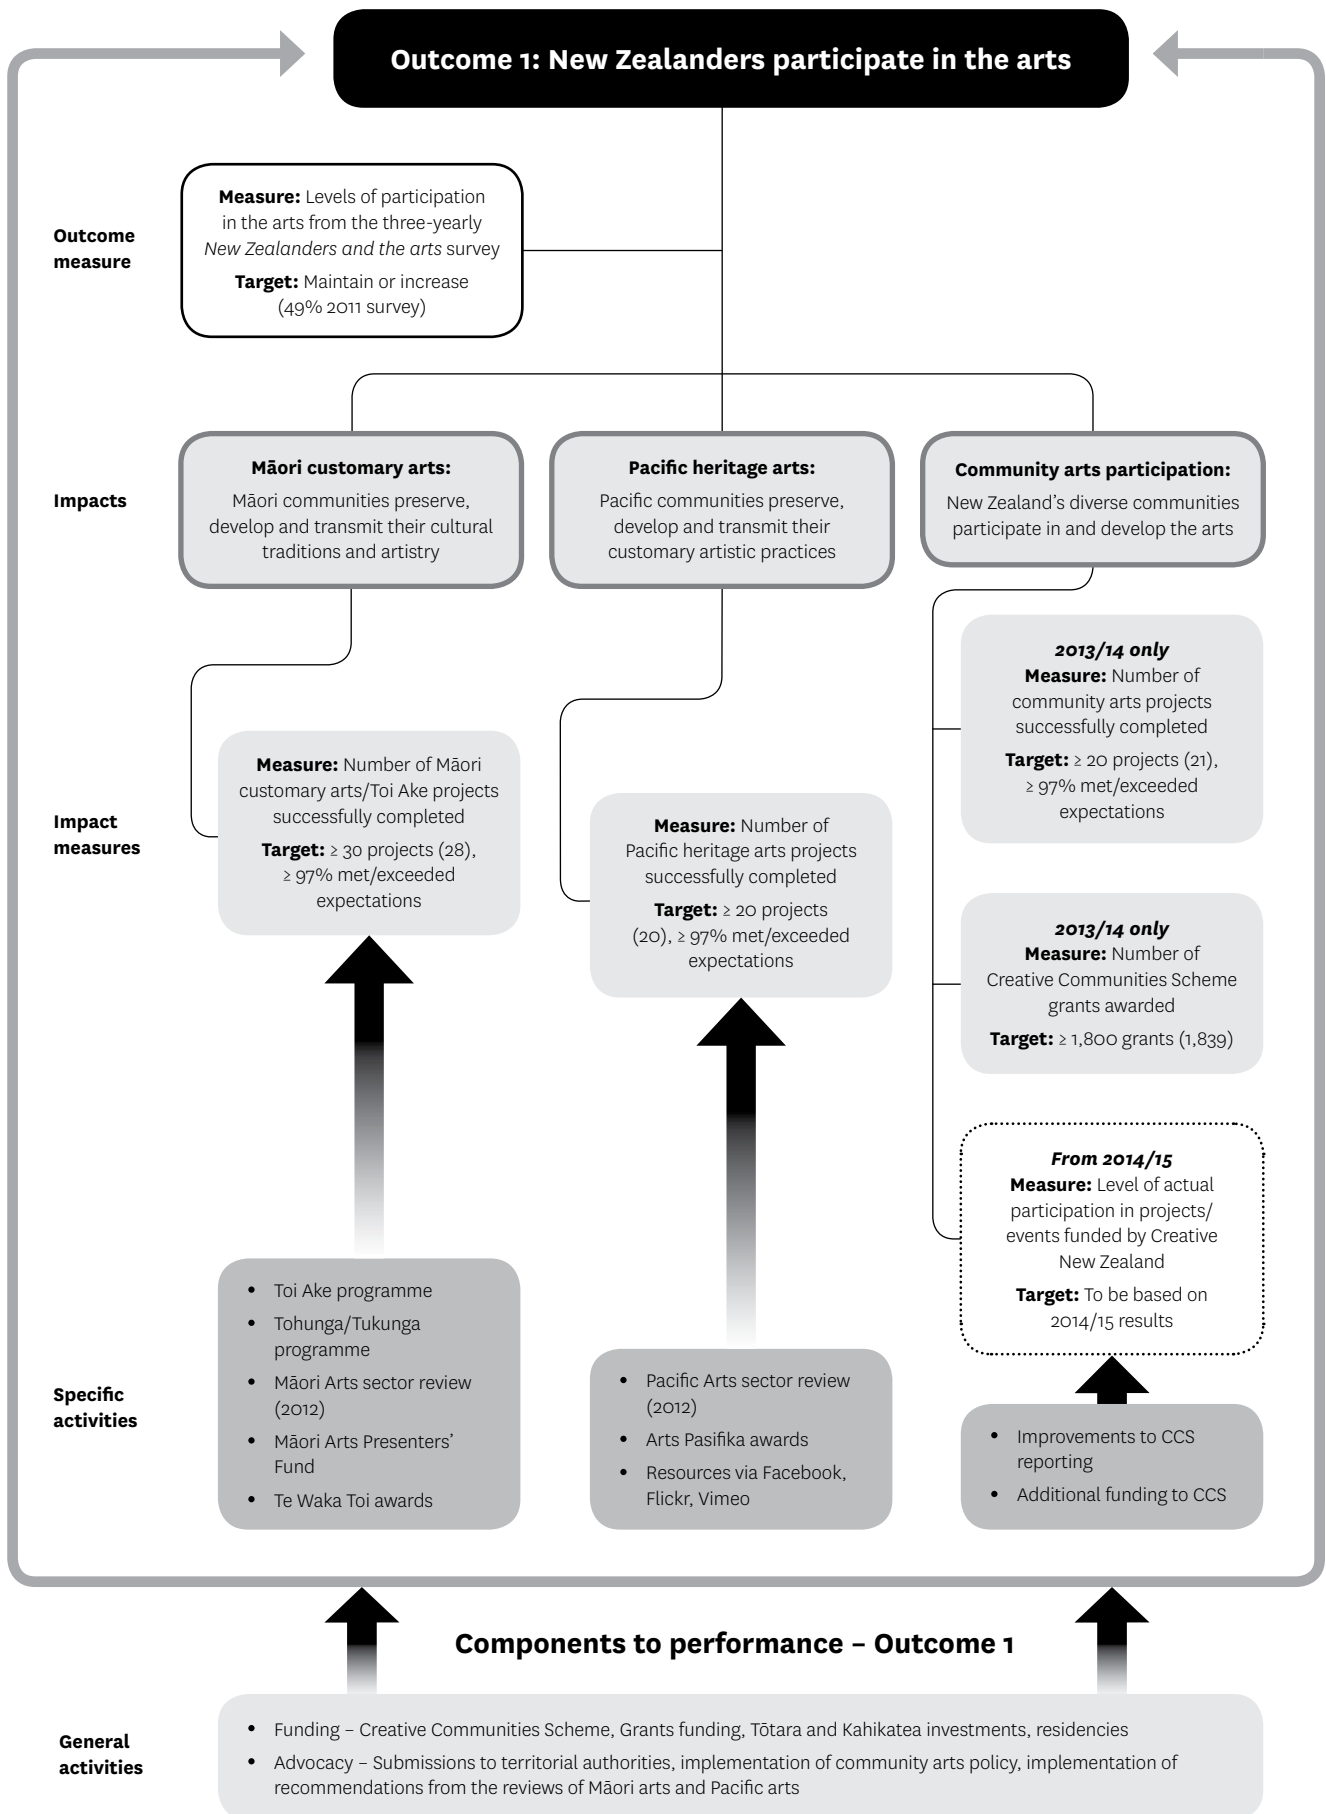 Outcome 1: New Zealanders participate in the arts
Outcome
measure
Measure: Levels of participation
in the arts from the three-yearly
New Zealanders and the arts survey
Target: Maintain or increase
(49% 2011 survey)
Impacts
Māori customary arts:
Māori communities preserve,
develop and transmit their cultural
traditions and artistry
Pacific heritage arts:
Pacific communities preserve,
develop and transmit their
customary artistic practices
Community arts participation:
New Zealand's diverse communities
participate in and develop the arts
Impact
measures
Measure: Number of Māori
customary arts/Toi Ake projects
successfully completed
Target: ≥ 30 projects (28),
≥ 97% met/exceeded
expectations
Measure: Number of
Pacific heritage arts projects
successfully completed
Target: ≥ 20 projects
(20), ≥ 97% met/exceeded
expectations
2013/14 only
Measure: Number of
community arts projects
successfully completed
Target: ≥ 20 projects (21),
≥ 97% met/exceeded
expectations
2013/14 only
Measure: Number of
Creative Communities Scheme
grants awarded
Target: ≥ 1,800 grants (1,839)
From 2014/15
Measure: Level of actual
participation in projects/
events funded by Creative
New Zealand
Target: To be based on
2014/15 results
Specific
activities
• Toi Ake programme
• Tohunga/Tukunga
programme
• Māori Arts sector review
(2012)
• Māori Arts Presenters'
Fund
• Te Waka Toi awards
• Pacific Arts sector review
(2012)
• Arts Pasifika awards
• Resources via Facebook,
Flickr, Vimeo
• Improvements to CCS
reporting
• Additional funding to CCS
Components to performance – Outcome 1
General
activities
• Funding – Creative Communities Scheme, Grants funding, Tōtara and Kahikatea investments, residencies
• Advocacy – Submissions to territorial authorities, implementation of community arts policy, implementation of
recommendations from the reviews of Māori arts and Pacific arts